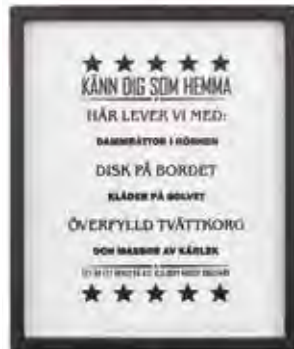 KÄNN DIG SOM HEMMA
HÄR LEVER VI MED:
DAMMRÅTTOR I HÖRNEN
DISK PÅ BORDET
KLÄDER PÅ GOLVET
ÖVERFYLLD TVÄTTKORG
OCH MASSOR AV KÄRLEK